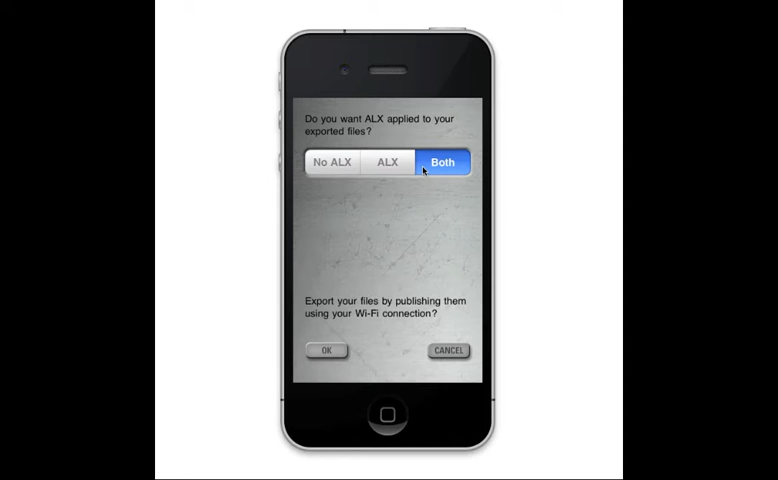 Do you want ALX applied to your
exported files?
No ALX ALX Both
Export your files by publishing them
using your Wi-Fi connection?
OK CANCEL